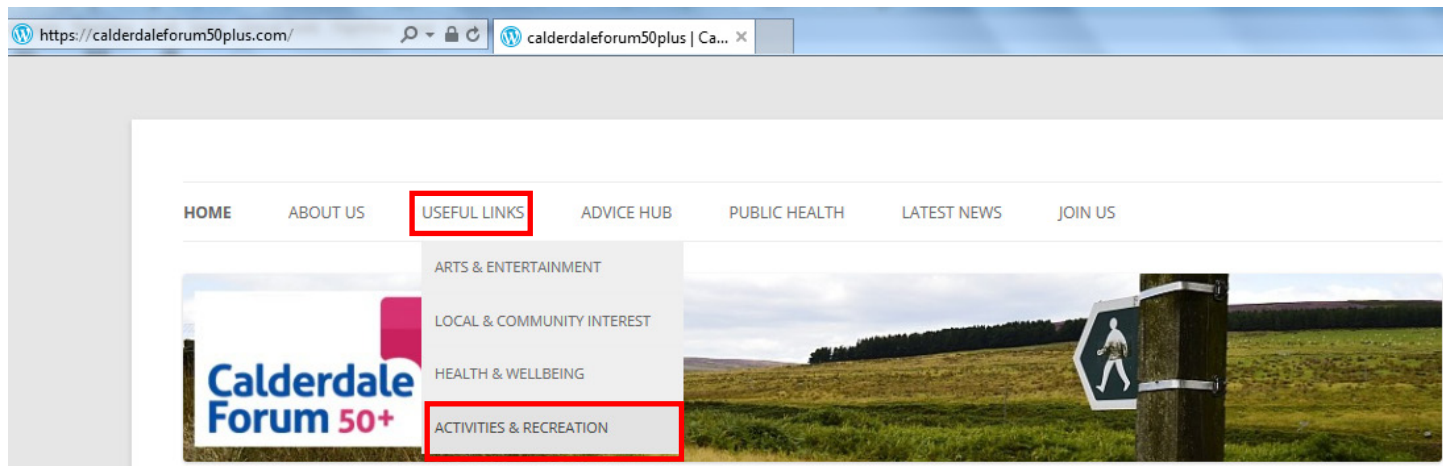 https://calderdaleforum50plus.com/
calderdaleforum50plus | Ca...
HOME ABOUT US USEFUL LINKS ADVICE HUB PUBLIC HEALTH LATEST NEWS JOIN US
ARTS & ENTERTAINMENT
LOCAL & COMMUNITY INTEREST
HEALTH & WELLBEING
ACTIVITIES & RECREATION
Calderdale
Forum 50+